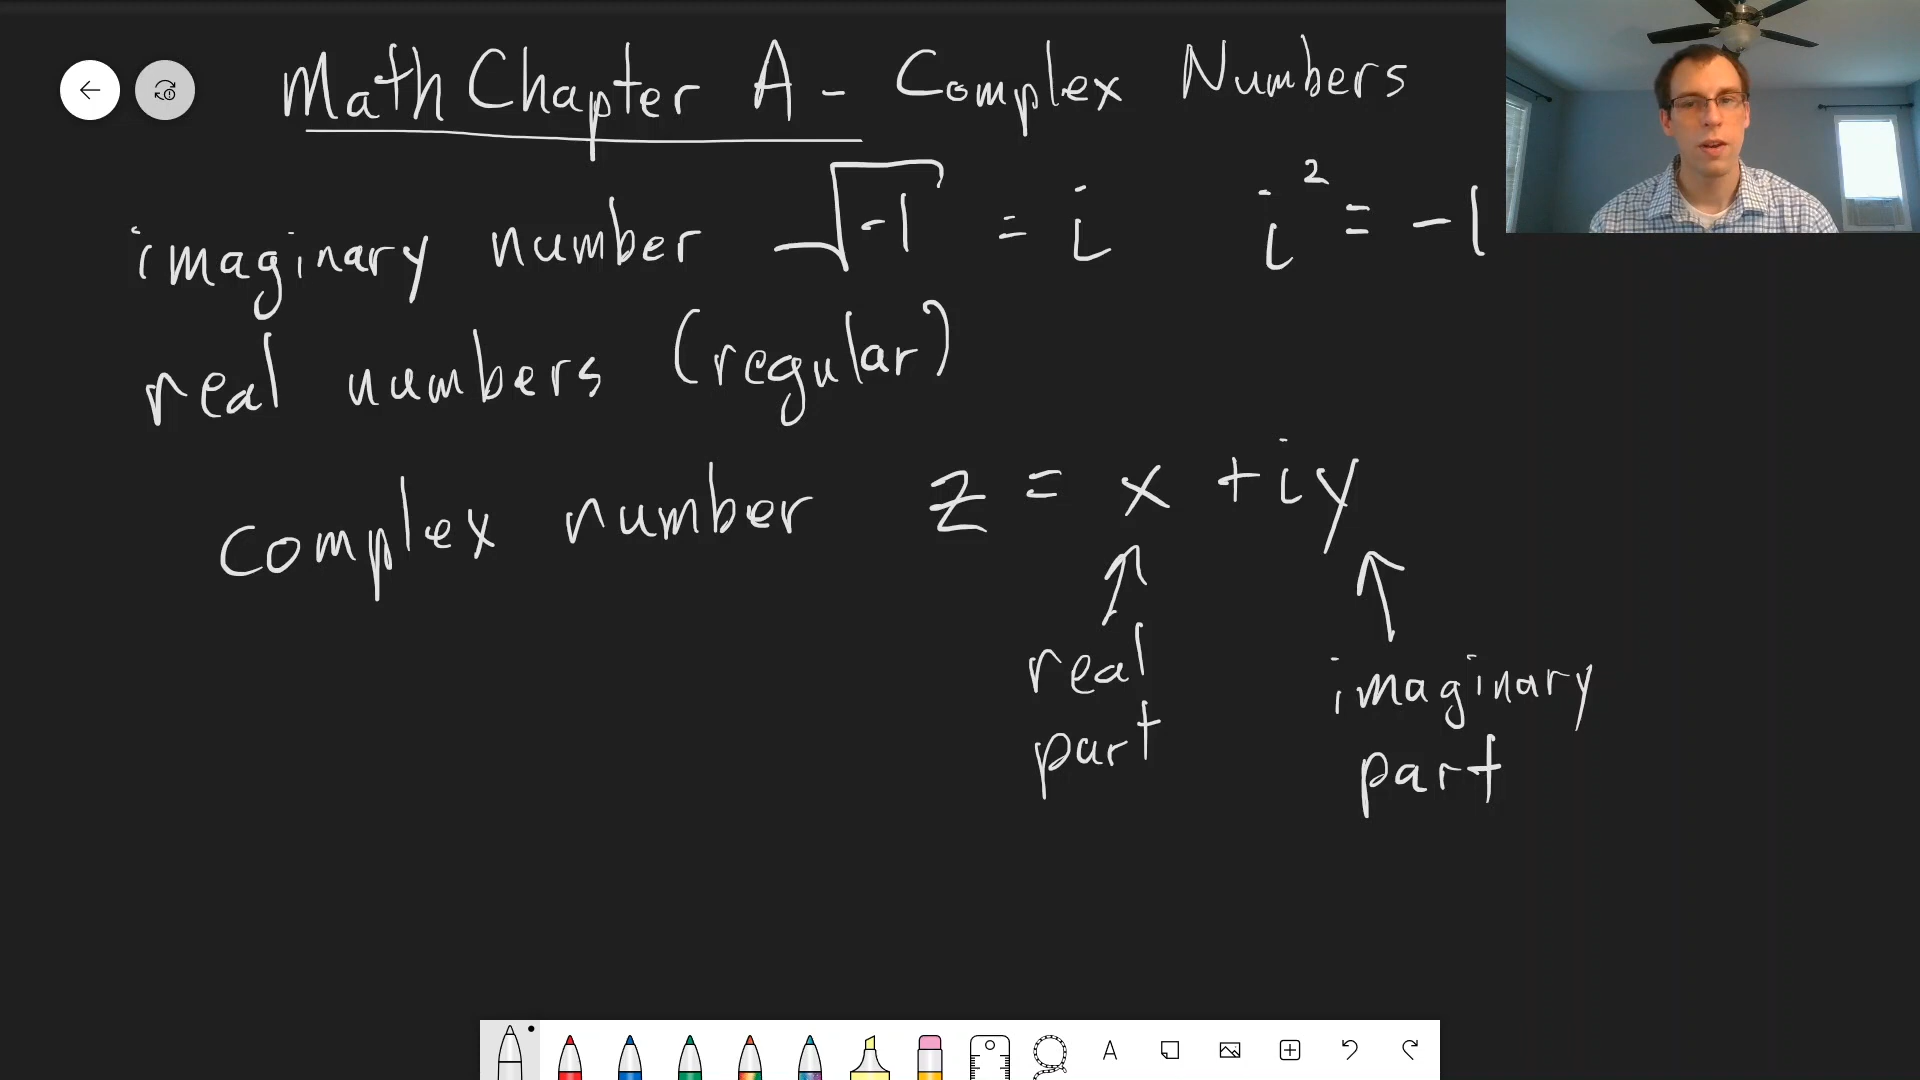 Math Chapter A - Complex Numbers
imaginary number √-1 = i i² = -1
real numbers (regular)
complex number z = x + iy
real part
imaginary part
A